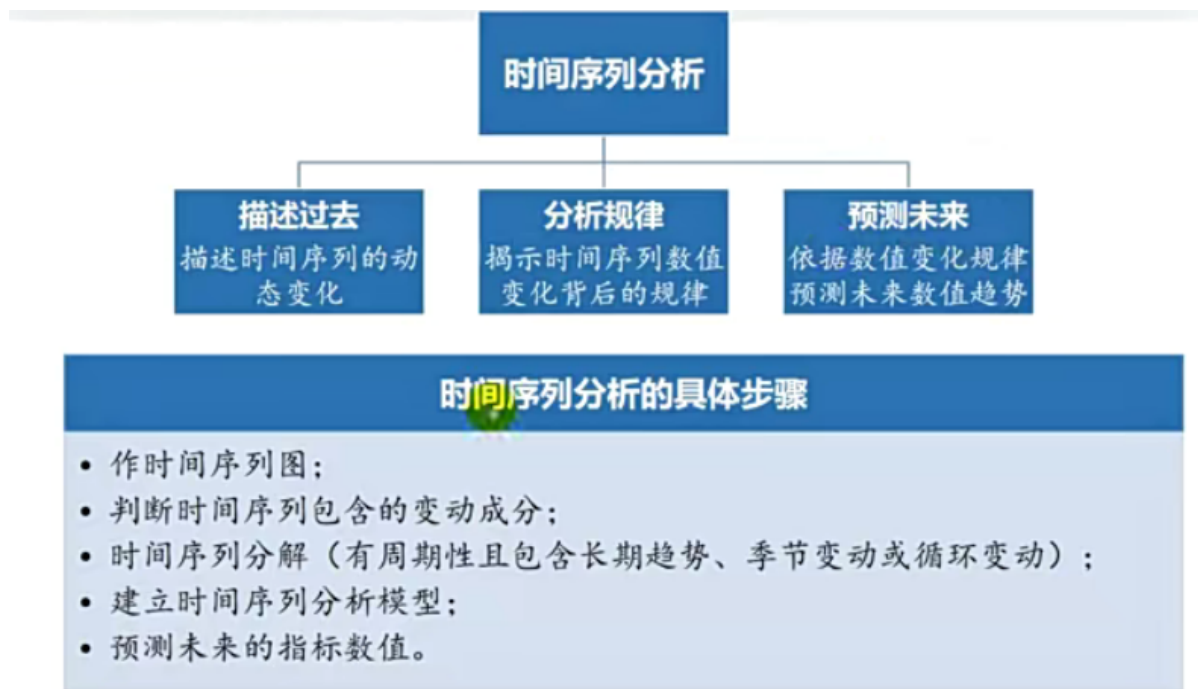 时间序列分析
描述过去
描述时间序列的动
态变化
分析规律
揭示时间序列数值
变化背后的规律
预测未来
依据数值变化规律
预测未来数值趋势
时间序列分析的具体步骤
• 作时间序列图；
• 判断时间序列包含的变动成分；
• 时间序列分解（有周期性且包含长期趋势、季节变动或循环变动）；
• 建立时间序列分析模型；
• 预测未来的指标数值。